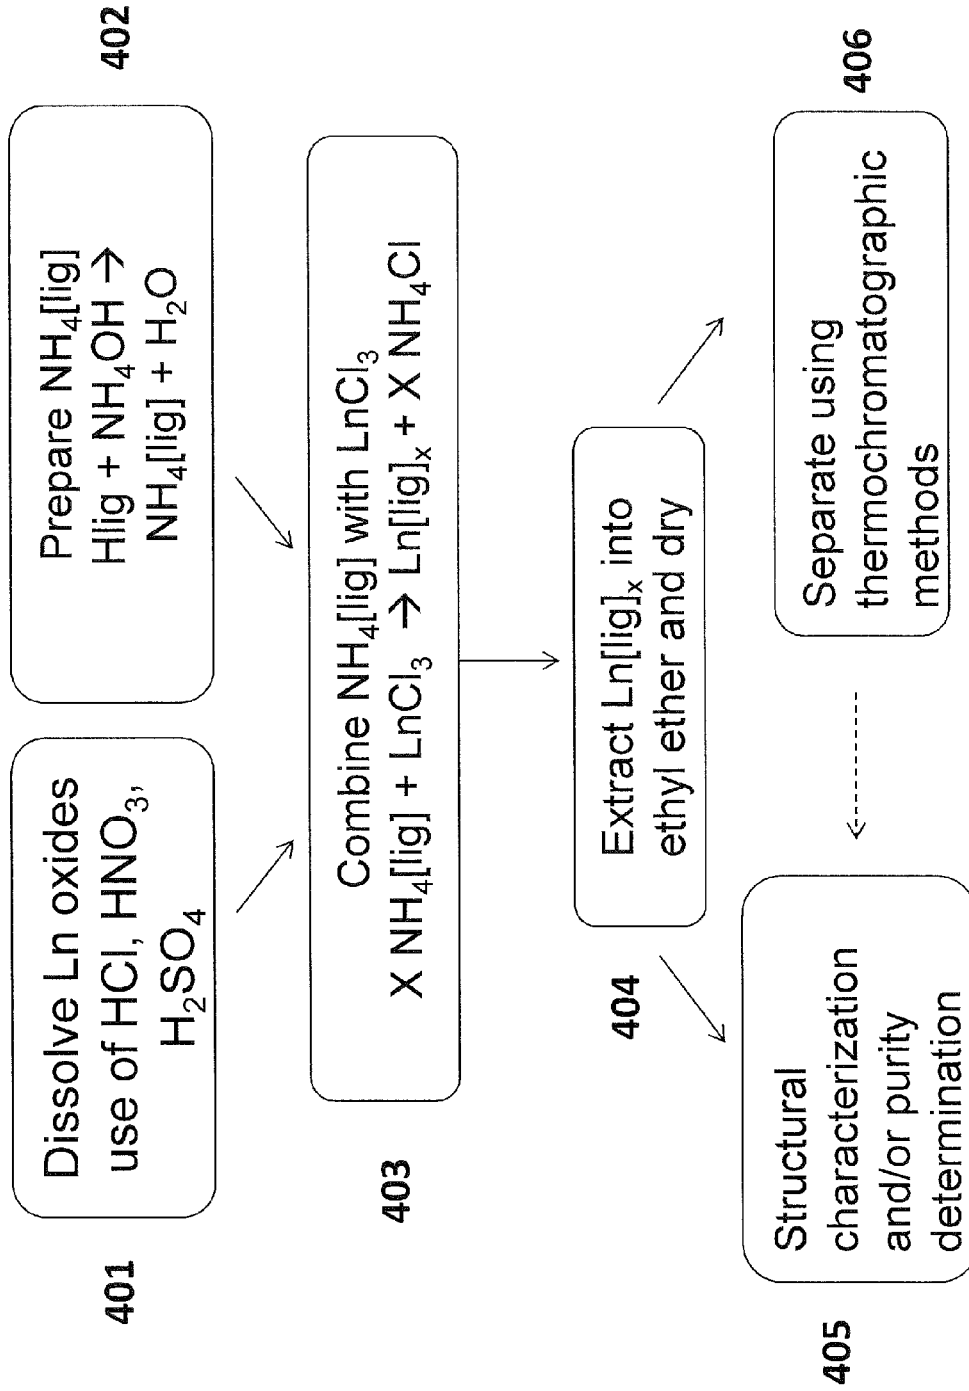 401
Dissolve Ln oxides
use of HCl, HNO₃,
H₂SO₄
402
Prepare NH₄[lig]
Hlig + NH₄OH →
NH₄[lig] + H₂O
403
Combine NH₄[lig] with LnCl₃
X NH₄[lig] + LnCl₃ → Ln[lig]ₓ + X NH₄Cl
404
Extract Ln[lig]ₓ into
ethyl ether and dry
405
Structural
characterization
and/or purity
determination
406
Separate using
thermochromatographic
methods